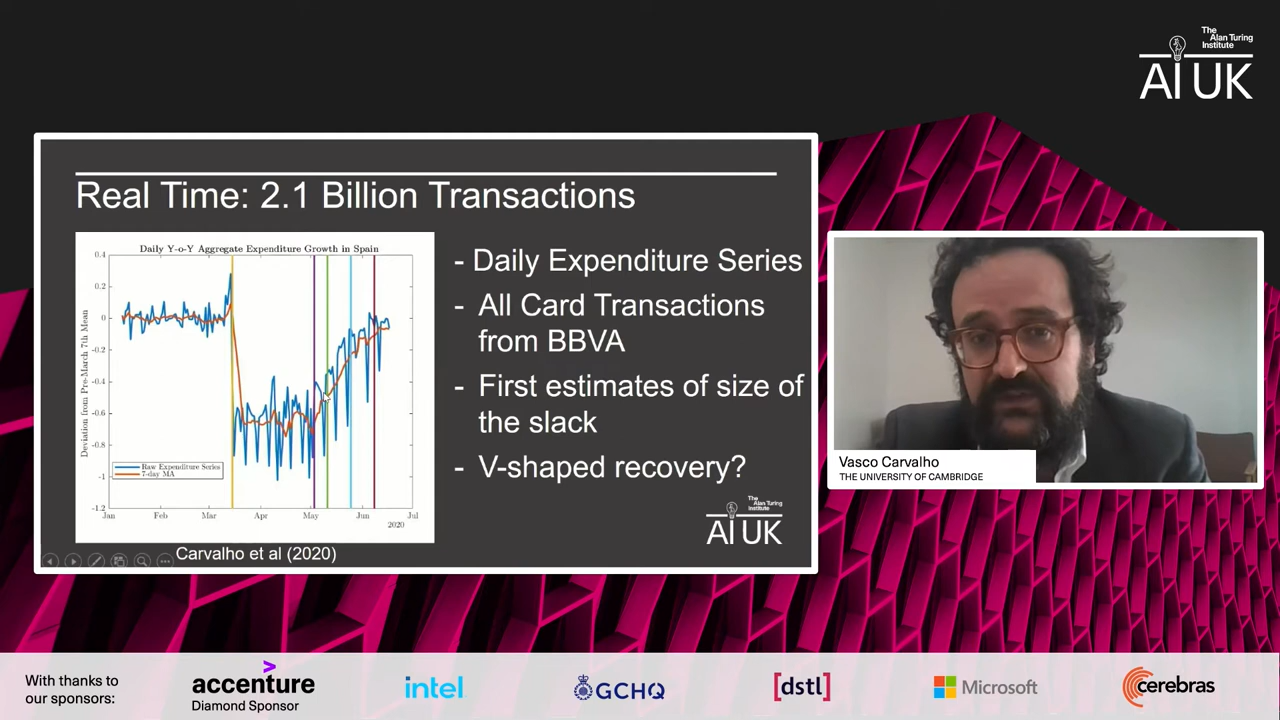 The
Alan Turing
Institute
AI UK
Real Time: 2.1 Billion Transactions
Daily Y-o-Y Aggregate Expenditure Growth in Spain
Deviation from Pre-March 7th Mean
0.4
0.2
0
-0.2
-0.4
-0.6
-0.8
-1
-1.2
Raw Expenditure Series
7-day MA
Jan Feb Mar Apr May Jun Jul
2020
- Daily Expenditure Series
- All Card Transactions
from BBVA
- First estimates of size of
the slack
- V-shaped recovery?
The
Alan Turing
Institute
AI UK
Carvalho et al (2020)
Vasco Carvalho
THE UNIVERSITY OF CAMBRIDGE
With thanks to
our sponsors:
accenture
Diamond Sponsor
intel
GCHQ
[dstl]
Microsoft
cerebras